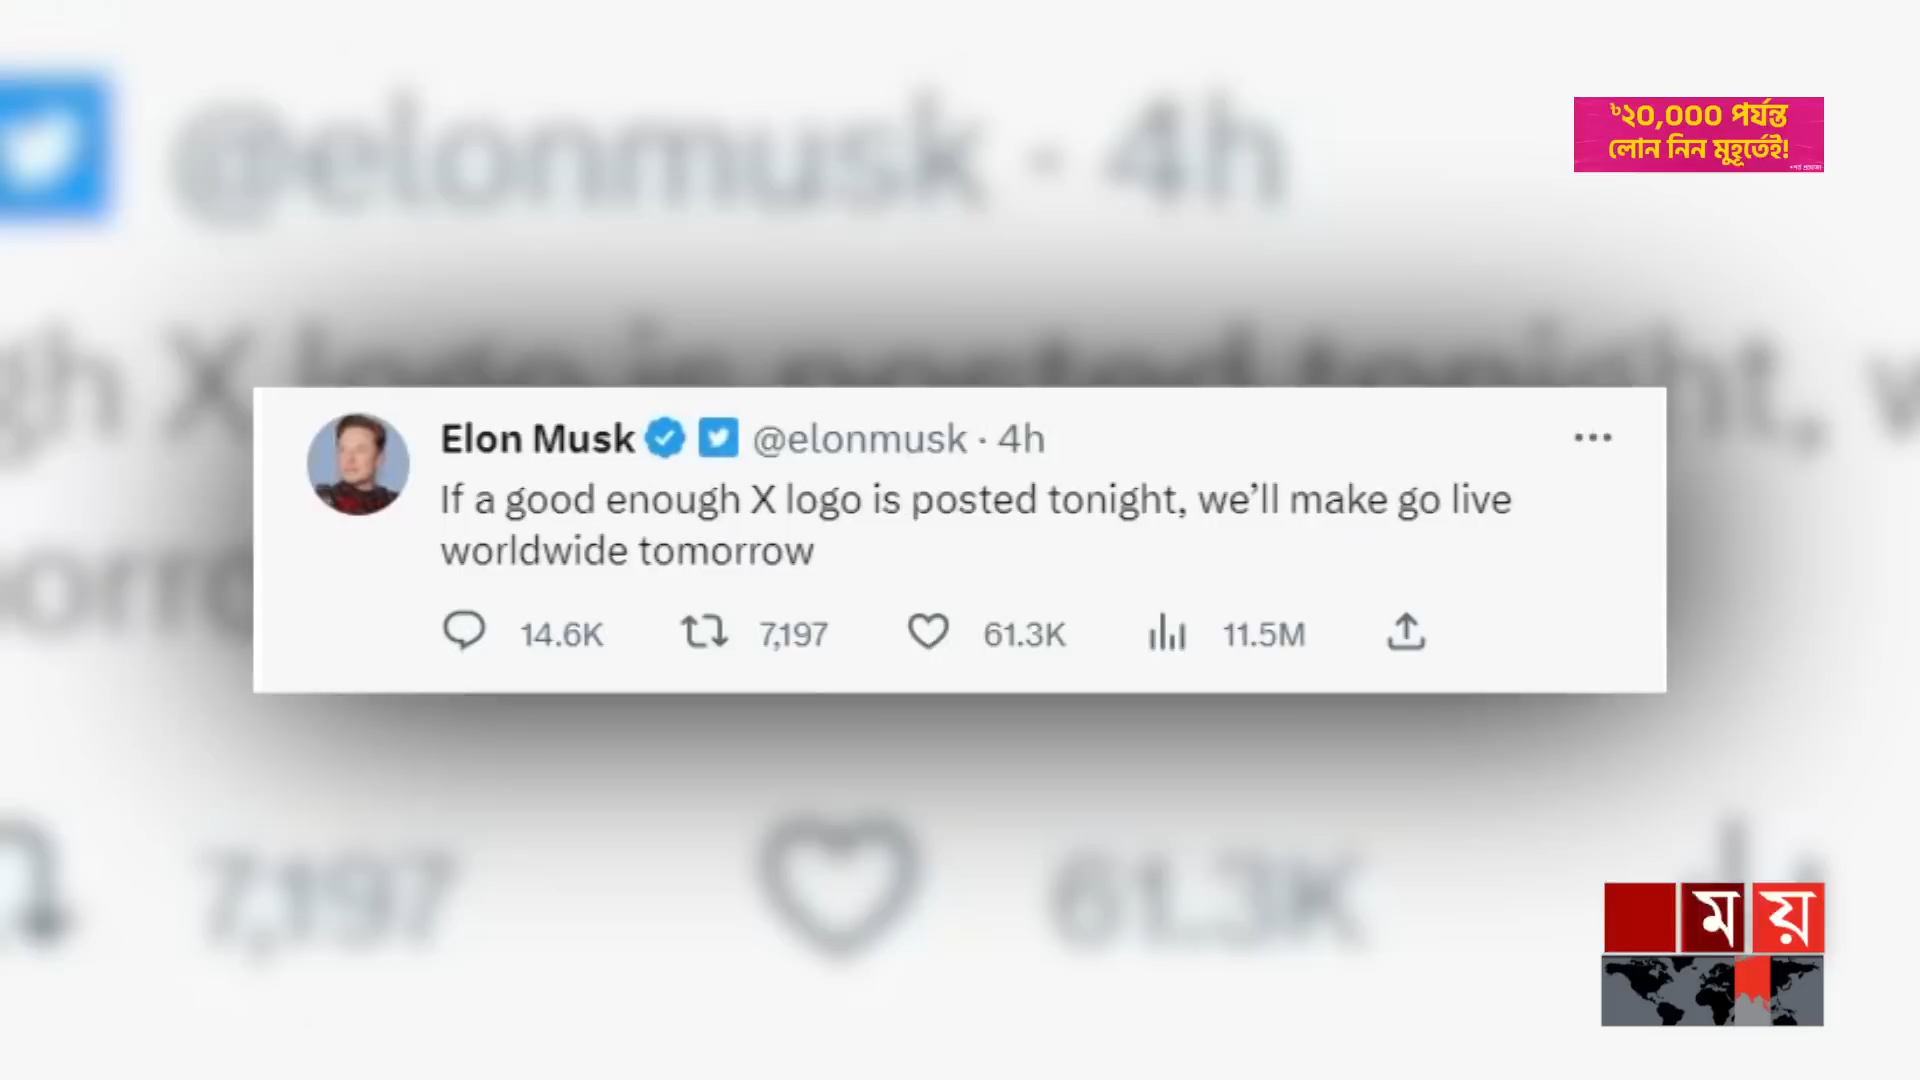 @elonmusk · 4h
৳২০,০০০ পর্যন্ত
লোন নিন মুহূর্তেই!
Elon Musk @elonmusk · 4h
If a good enough X logo is posted tonight, we’ll make go live
worldwide tomorrow
14.6K 7,197 61.3K 11.5M
7,197 61.3K
ময়